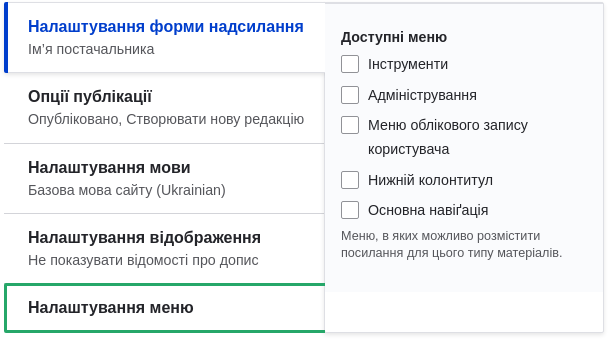 Налаштування форми надсилання
Ім’я постачальника
Опції публікації
Опубліковано, Створювати нову редакцію
Налаштування мови
Базова мова сайту (Ukrainian)
Налаштування відображення
Не показувати відомості про допис
Налаштування меню
Доступні меню
Інструменти
Адміністрування
Меню облікового запису
користувача
Нижній колонтитул
Основна навіґація
Меню, в яких можливо розмістити
посилання для цього типу матеріалів.